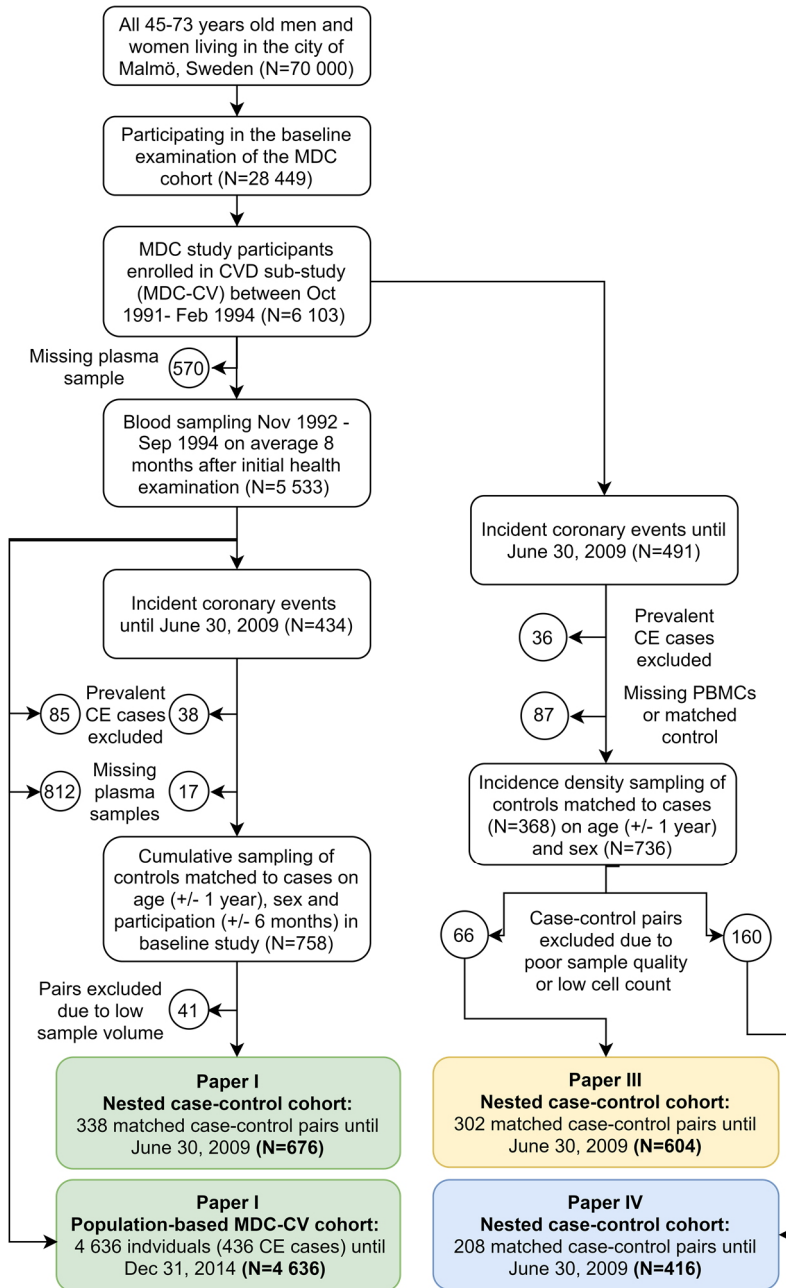 All 45-73 years old men and
women living in the city of
Malmö, Sweden (N=70 000)
Participating in the baseline
examination of the MDC
cohort (N=28 449)
MDC study participants
enrolled in CVD sub-study
(MDC-CV) between Oct
1991- Feb 1994 (N=6 103)
Missing plasma
sample
570
Blood sampling Nov 1992 -
Sep 1994 on average 8
months after initial health
examination (N=5 533)
Incident coronary events
until June 30, 2009 (N=434)
85
Prevalent
CE cases
excluded
38
812
Missing
plasma
samples
17
Cumulative sampling of
controls matched to cases on
age (+/- 1 year), sex and
participation (+/- 6 months) in
baseline study (N=758)
Pairs excluded
due to low
sample volume
41
Incident coronary events until
June 30, 2009 (N=491)
36
Prevalent
CE cases
excluded
87
Missing PBMCs
or matched
control
Incidence density sampling of
controls matched to cases
(N=368) on age (+/- 1 year)
and sex (N=736)
66
Case-control pairs
excluded due to
poor sample quality
or low cell count
160
Paper I
Nested case-control cohort:
338 matched case-control pairs until
June 30, 2009 (N=676)
Paper III
Nested case-control cohort:
302 matched case-control pairs until
June 30, 2009 (N=604)
Paper I
Population-based MDC-CV cohort:
4 636 indviduals (436 CE cases) until
Dec 31, 2014 (N=4 636)
Paper IV
Nested case-control cohort:
208 matched case-control pairs until
June 30, 2009 (N=416)